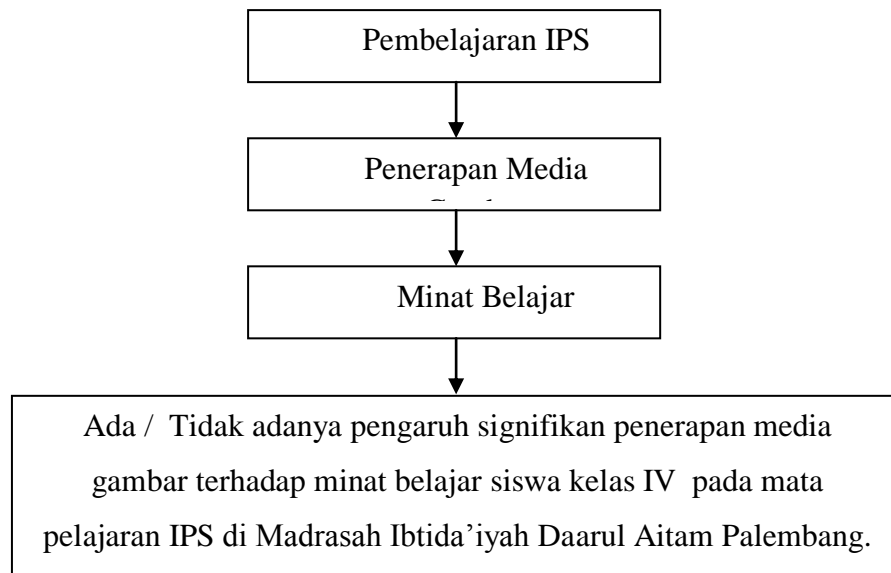 Pembelajaran IPS
Penerapan Media
Minat Belajar
Ada / Tidak adanya pengaruh signifikan penerapan media
gambar terhadap minat belajar siswa kelas IV pada mata
pelajaran IPS di Madrasah Ibtida’iyah Daarul Aitam Palembang.